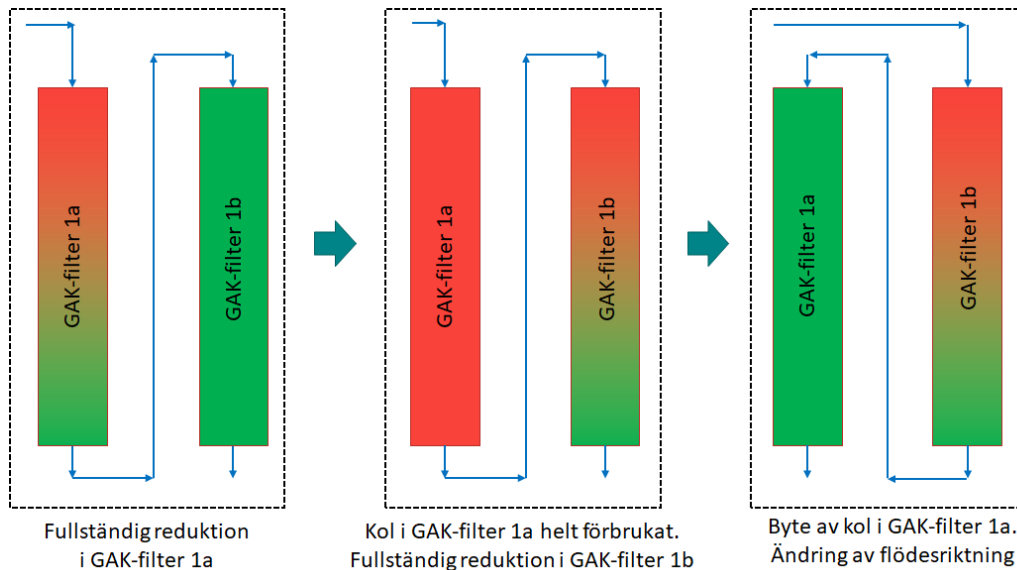 GAK-filter 1a
GAK-filter 1b
GAK-filter 1a
GAK-filter 1b
GAK-filter 1a
GAK-filter 1b
Fullständig reduktion
i GAK-filter 1a
Kol i GAK-filter 1a helt förbrukat.
Fullständig reduktion i GAK-filter 1b
Byte av kol i GAK-filter 1a.
Ändring av flödesriktning